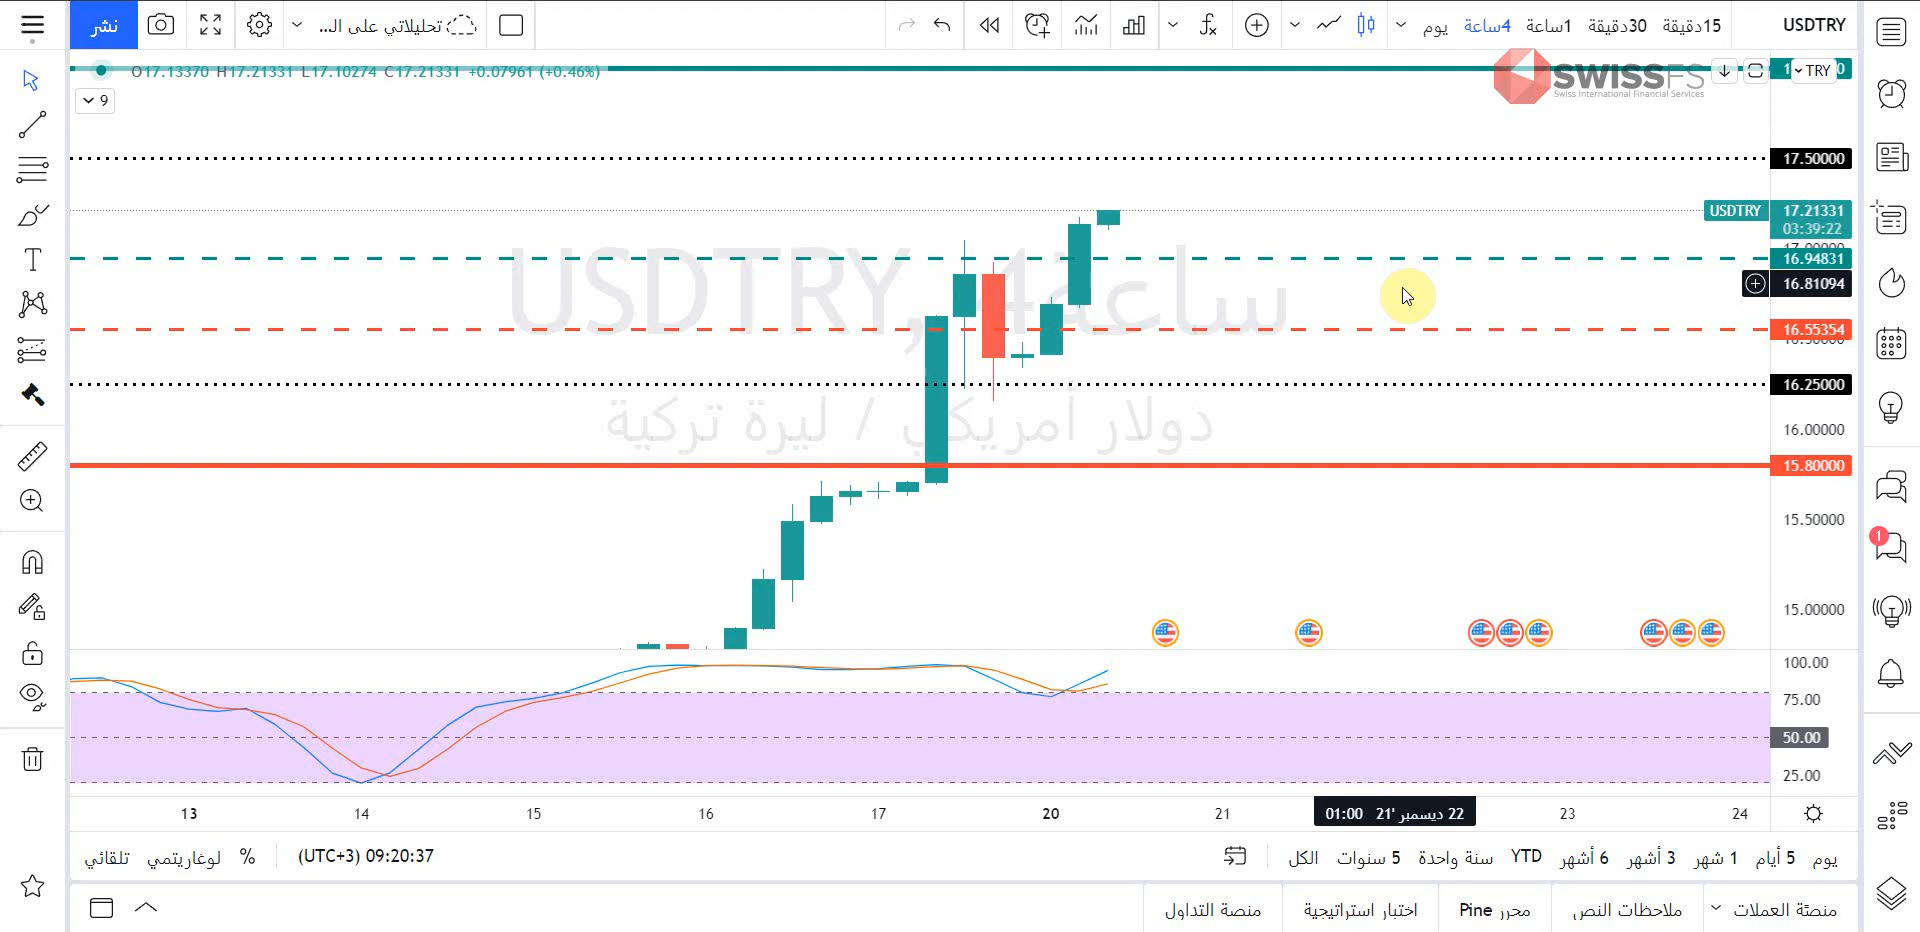 نشر
تحليلاتي على الـ...
يوم
4ساعة
1ساعة
30دقيقة
15دقيقة
USDTRY
O17.13370 H17.21331 L17.10274 C17.21331 +0.07961 (+0.46%)
9
SWISSFS
Swiss International Financial Services
TRY
17.50000
USDTRY 17.21331
03:39:22
17.00000
16.94831
16.81094
16.55354
16.50000
16.25000
16.00000
15.80000
15.50000
15.00000
USDTRY, 4ساعة
دولار أمريكي / ليرة تركية
1
100.00
75.00
50.00
25.00
13 14 15 16 17 20 21 22 ديسمبر '21 01:00 23 24
تلقائي
لوغاريتمي
%
09:20:37 (UTC+3)
الكل
5 سنوات
سنة واحدة
YTD
6 أشهر
3 أشهر
1 شهر
5 أيام
يوم
منصة التداول
اختبار استراتيجية
محرر Pine
ملاحظات النص
منصّة العملات